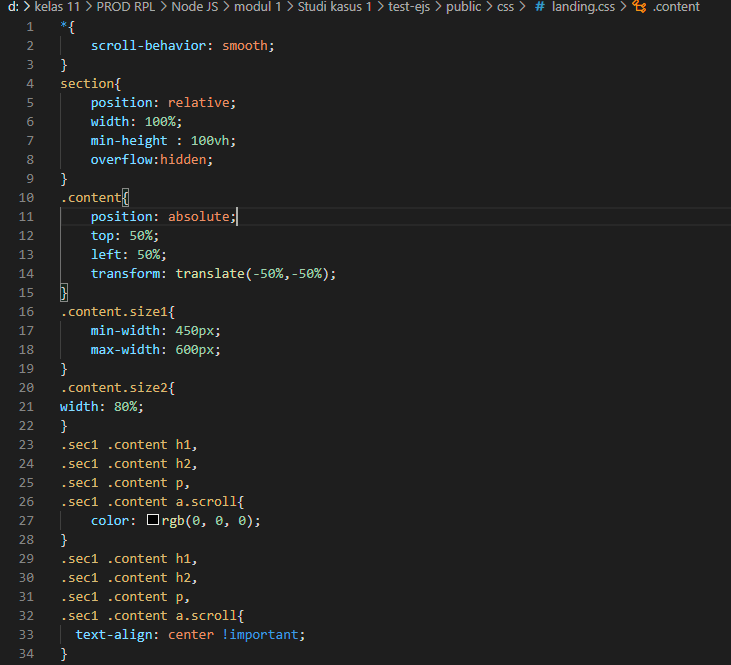 d: > kelas 11 > PROD RPL > Node JS > modul 1 > Studi kasus 1 > test-ejs > public > css > # landing.css > .content
1 *{
2     scroll-behavior: smooth;
3 }
4 section{
5     position: relative;
6     width: 100%;
7     min-height : 100vh;
8     overflow:hidden;
9 }
10 .content{
11     position: absolute;
12     top: 50%;
13     left: 50%;
14     transform: translate(-50%,-50%);
15 }
16 .content.size1{
17     min-width: 450px;
18     max-width: 600px;
19 }
20 .content.size2{
21 width: 80%;
22 }
23 .sec1 .content h1,
24 .sec1 .content h2,
25 .sec1 .content p,
26 .sec1 .content a.scroll{
27     color: rgb(0, 0, 0);
28 }
29 .sec1 .content h1,
30 .sec1 .content h2,
31 .sec1 .content p,
32 .sec1 .content a.scroll{
33   text-align: center !important;
34 }